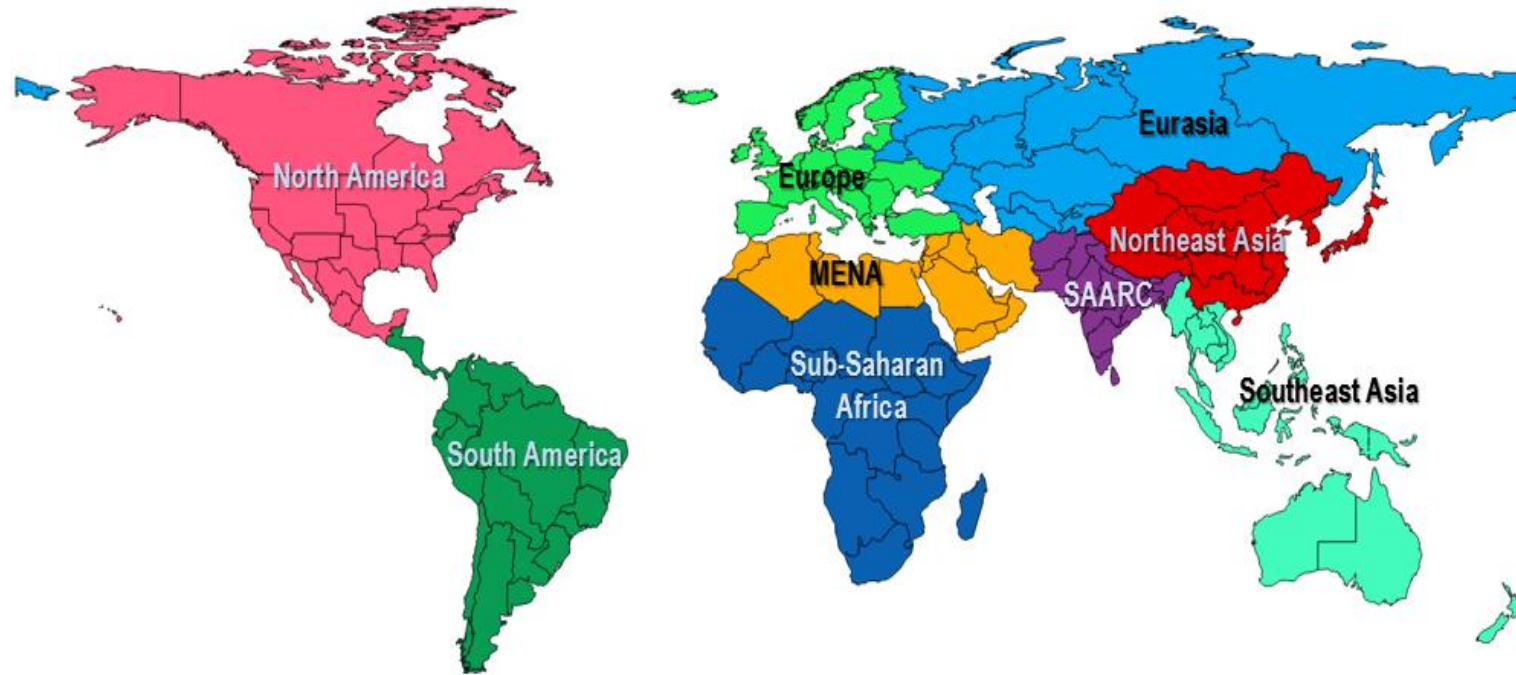 Eurasia
North America
Europe
Northeast Asia
MENA
SAARC
Sub-Saharan
Africa
Southeast Asia
South America